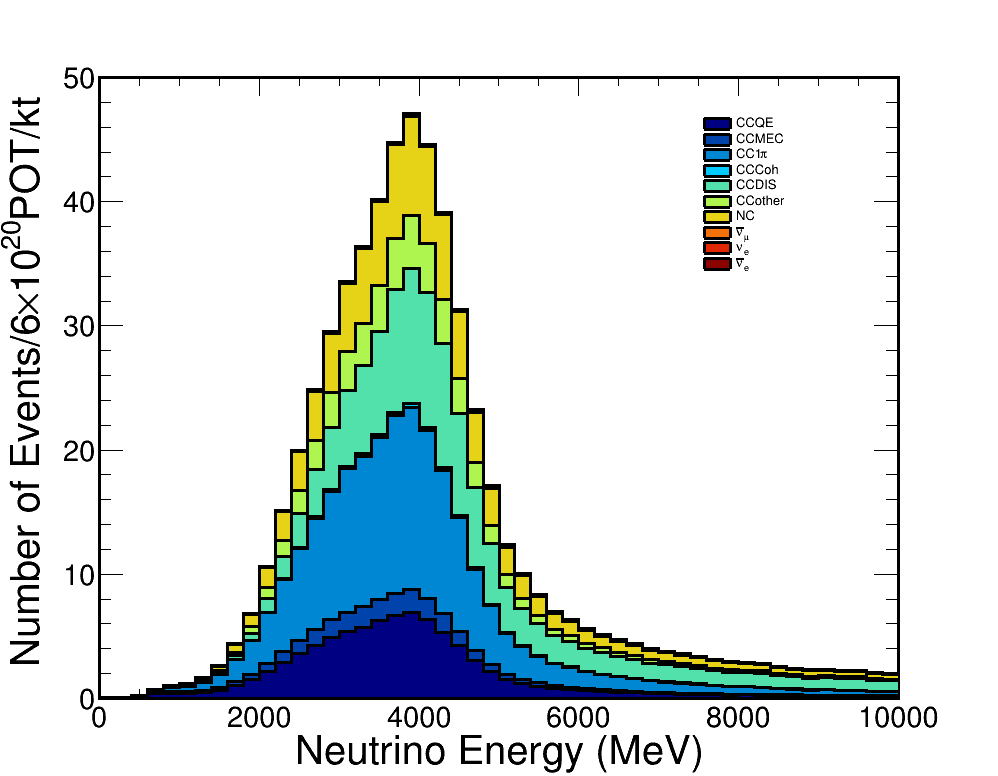 Number of Events/6×10²⁰POT/kt
50
40
30
20
10
0
0 2000 4000 6000 8000 10000
Neutrino Energy (MeV)
CCQE
CCMEC
CC1π
CCCoh
CCDIS
CCother
NC
ν̅μ
νe
ν̅e